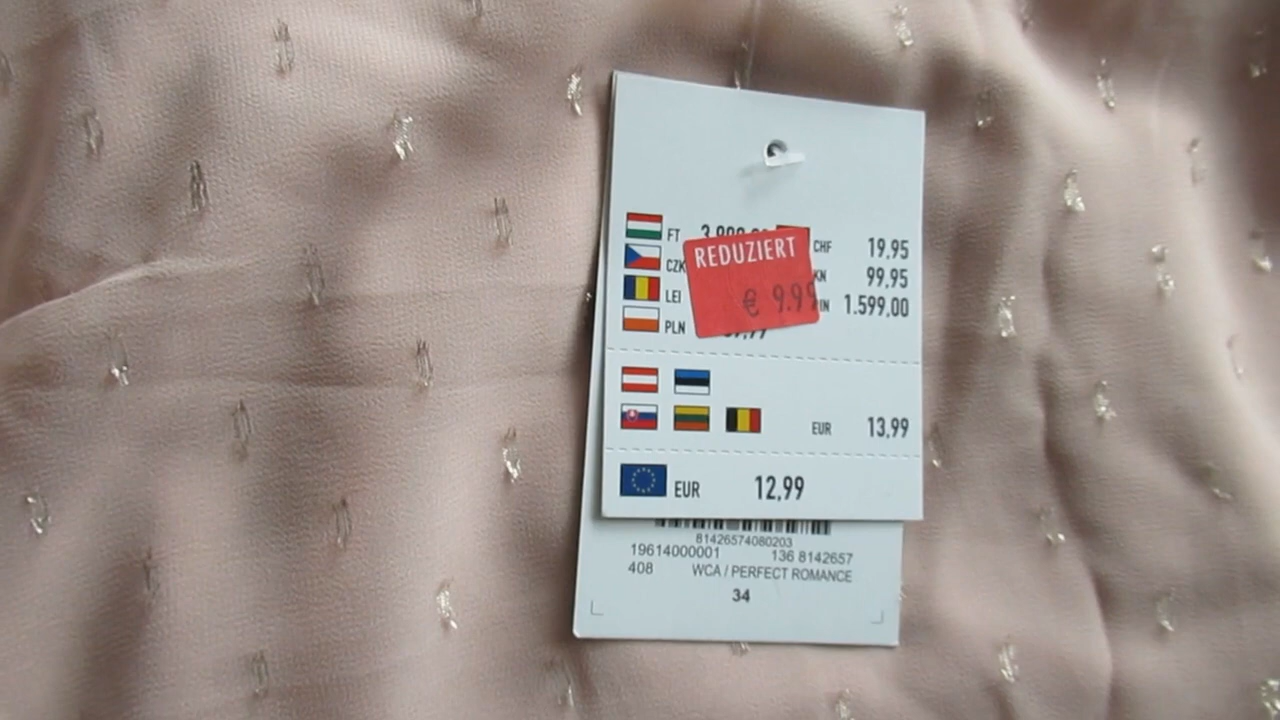 FT
CHF 19.95
REDUZIERT
CZK
99,95
€ 9.99
LEI
1.599,00
PLN
EUR 13,99
EUR 12,99
81426574080203
19614000001 136 8142657
408 WCA / PERFECT ROMANCE
34